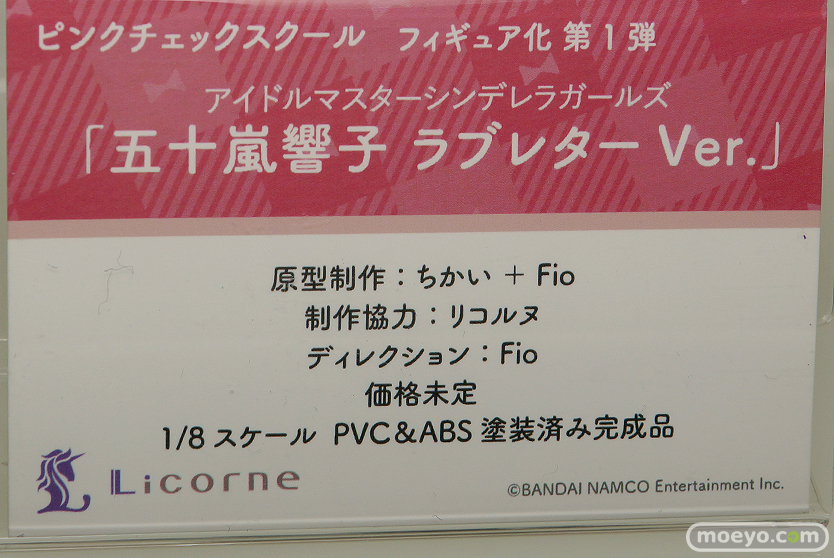 ピンクチェックスクール フィギュア化 第1弾
アイドルマスターシンデレラガールズ
「五十嵐響子 ラブレター Ver.」
原型制作：ちかい + Fio
制作協力：リコルヌ
ディレクション：Fio
価格未定
1/8 スケール PVC&ABS 塗装済み完成品
Licorne
©BANDAI NAMCO Entertainment Inc.
moeyo.com